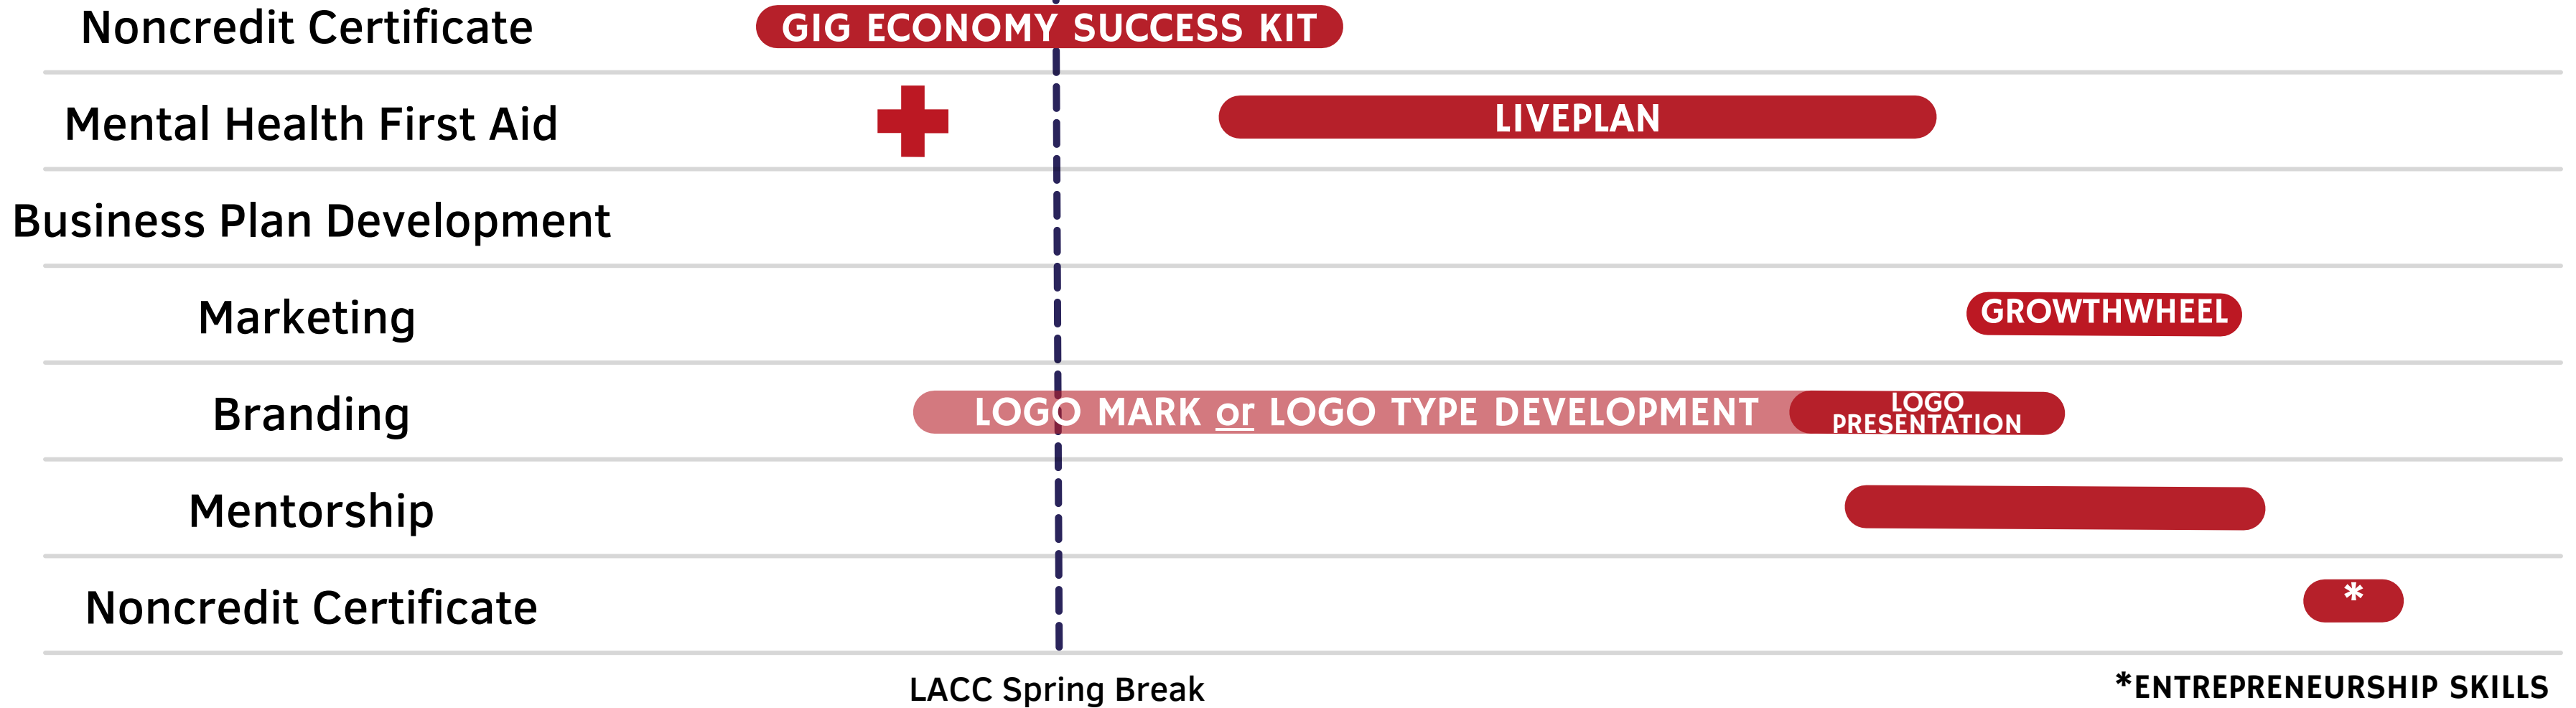 Noncredit Certificate
GIG ECONOMY SUCCESS KIT
Mental Health First Aid
LIVEPLAN
Business Plan Development
Marketing
GROWTHWHEEL
Branding
LOGO MARK or LOGO TYPE DEVELOPMENT
LOGO
PRESENTATION
Mentorship
Noncredit Certificate
*
LACC Spring Break
*ENTREPRENEURSHIP SKILLS